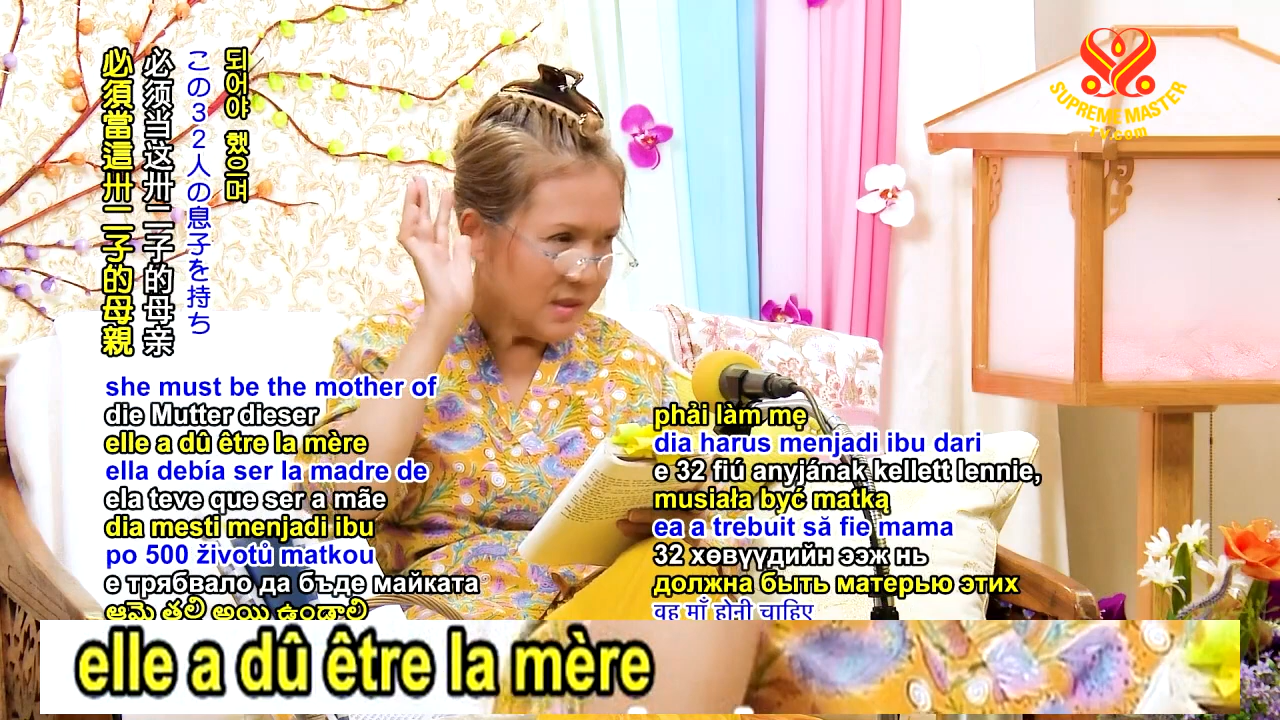 必須當這卅二子的母親
必须当这卅二子的母亲
この32人の息子を持ち
되어야 했으며
SUPREME MASTER
TV.com
she must be the mother of
die Mutter dieser
elle a dû être la mère
ella debía ser la madre de
ela teve que ser a mãe
dia mesti menjadi ibu
po 500 životů matkou
е трябвало да бъде майката
ఆమె తల్లి అయి ఉండాలి
phải làm mẹ
dia harus menjadi ibu dari
e 32 fiú anyjának kellett lennie,
musiała być matką
ea a trebuit să fie mama
32 хөвүүдийн ээж нь
должна быть матерью этих
वह माँ होनी चाहिए
elle a dû être la mère